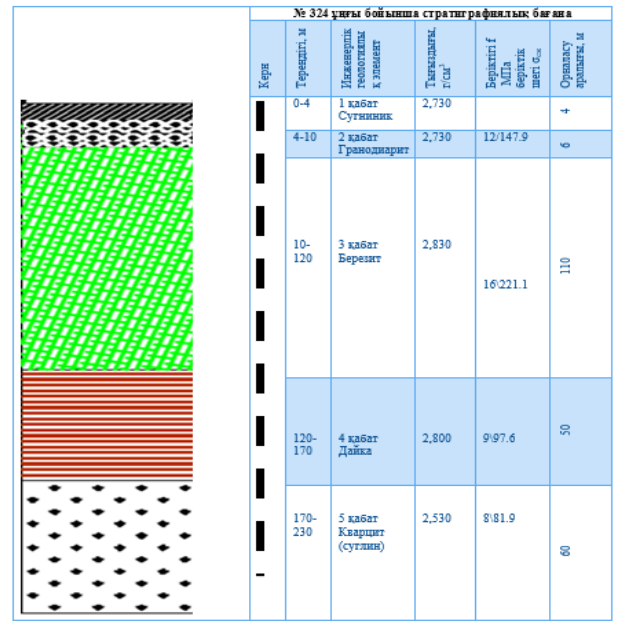 № 324 ұңғы бойынша стратиграфиялық бағана
Керн
Тереңдігі, м
Инженерлік
геологиялы
қ элемент
Тығыздығы,
г/см³
Беріктігі f
МПа
беріктік
шегі σсж
Орналасу
аралығы, м
0-4
1 қабат
Сугниник
2,730
4
4-10
2 қабат
Гранодиарит
2,730
12/147.9
6
10-
120
3 қабат
Березит
2,830
16\221.1
110
120-
170
4 қабат
Дайка
2,800
9\97.6
50
170-
230
5 қабат
Кварцит
(суглин)
2,530
8\81.9
60